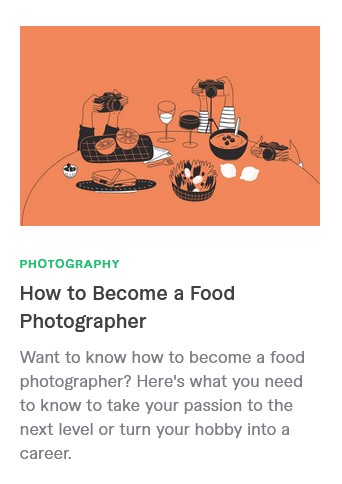 PHOTOGRAPHY
How to Become a Food
Photographer
Want to know how to become a food
photographer? Here's what you need
to know to take your passion to the
next level or turn your hobby into a
career.